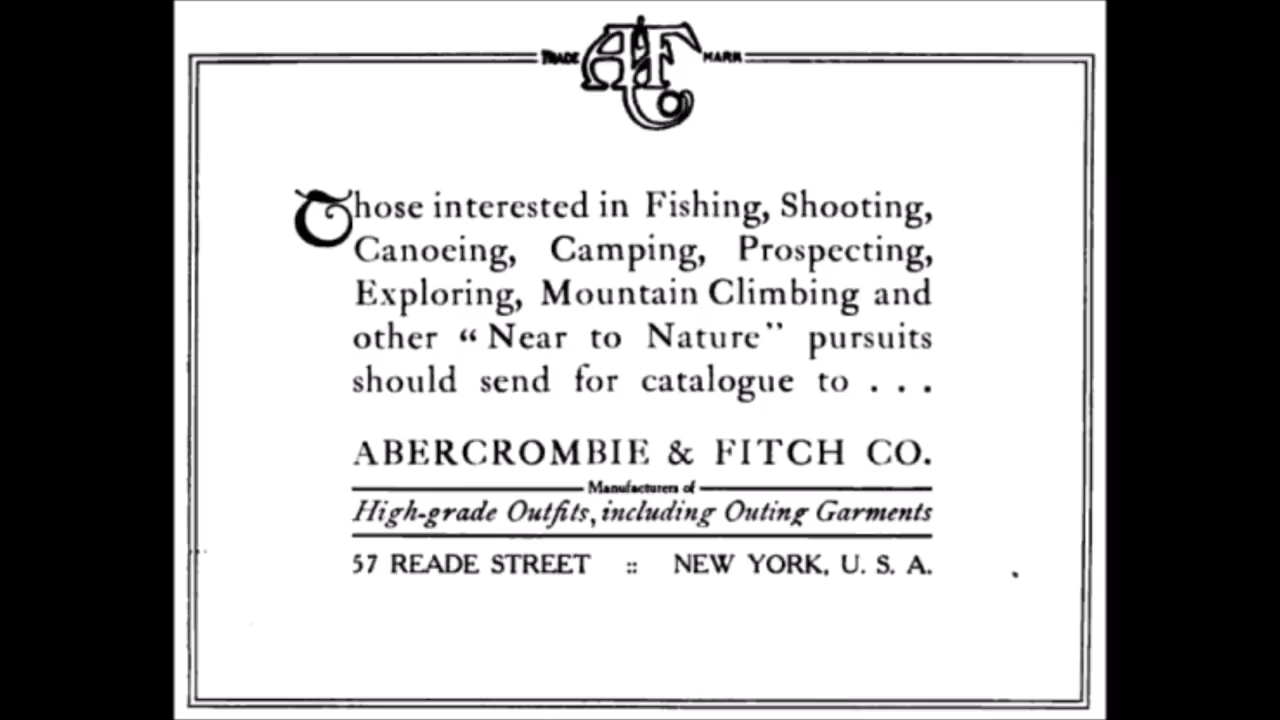 TRADE A&F Co MARK
Those interested in Fishing, Shooting,
Canoeing, Camping, Prospecting,
Exploring, Mountain Climbing and
other “Near to Nature” pursuits
should send for catalogue to . . .
ABERCROMBIE & FITCH CO.
Manufacturers of
High-grade Outfits, including Outing Garments
57 READE STREET :: NEW YORK, U. S. A.